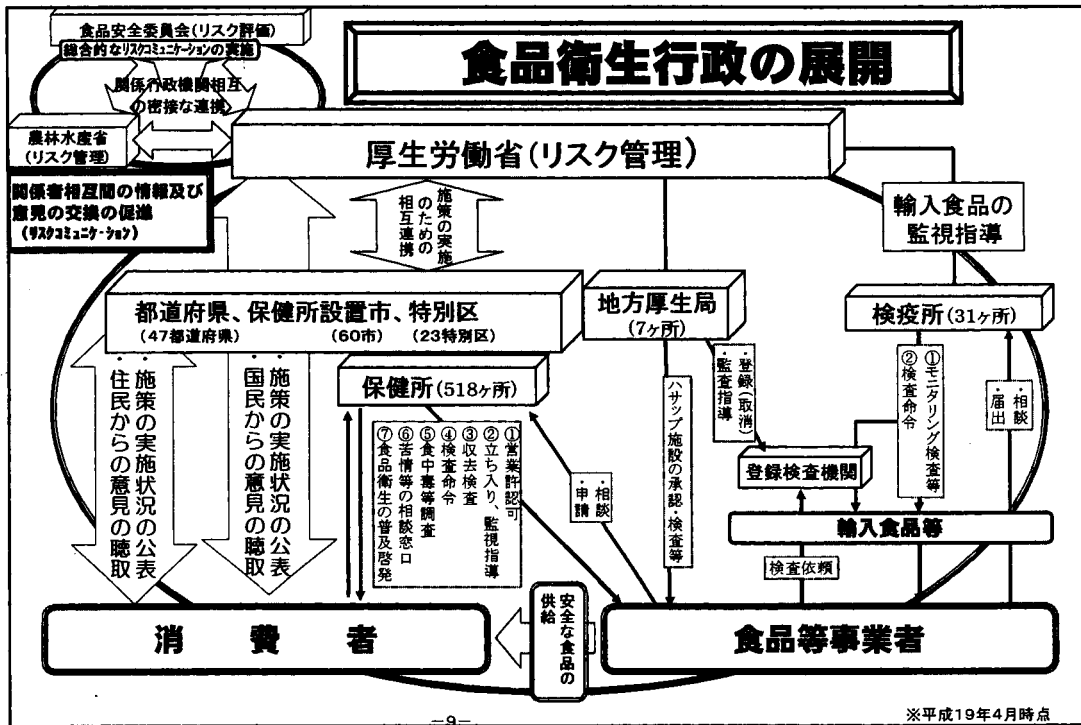 食品安全委員会(リスク評価)
総合的なリスクコミュニケーションの実施
食品衛生行政の展開
関係行政機関相互
の密接な連携
農林水産省
(リスク管理)
厚生労働省(リスク管理)
関係者相互間の情報及び
意見の交換の促進
(リスクコミュニケーション)
施策の実施
のための
相互連携
輸入食品の
監視指導
都道府県、保健所設置市、特別区
(47都道府県)
(60市)
(23特別区)
地方厚生局
(7ヶ所)
検疫所(31ヶ所)
保健所(518ヶ所)
・施策の実施状況の公表
・住民からの意見の聴取
・施策の実施状況の公表
・国民からの意見の聴取
①営業許認可
②立ち入り、監視指導
③収去検査
④検査命令
⑤食中毒等調査
⑥苦情等の相談窓口
⑦食品衛生の普及啓発
・相談
・申請
ハサップ施設の承認・検査等
・登録(取消)
・監査指導
①モニタリング検査等
②検査命令
・相談
・届出
登録検査機関
輸入食品等
検査依頼
消費者
安全な食品の
供給
食品等事業者
-9-
※平成19年4月時点